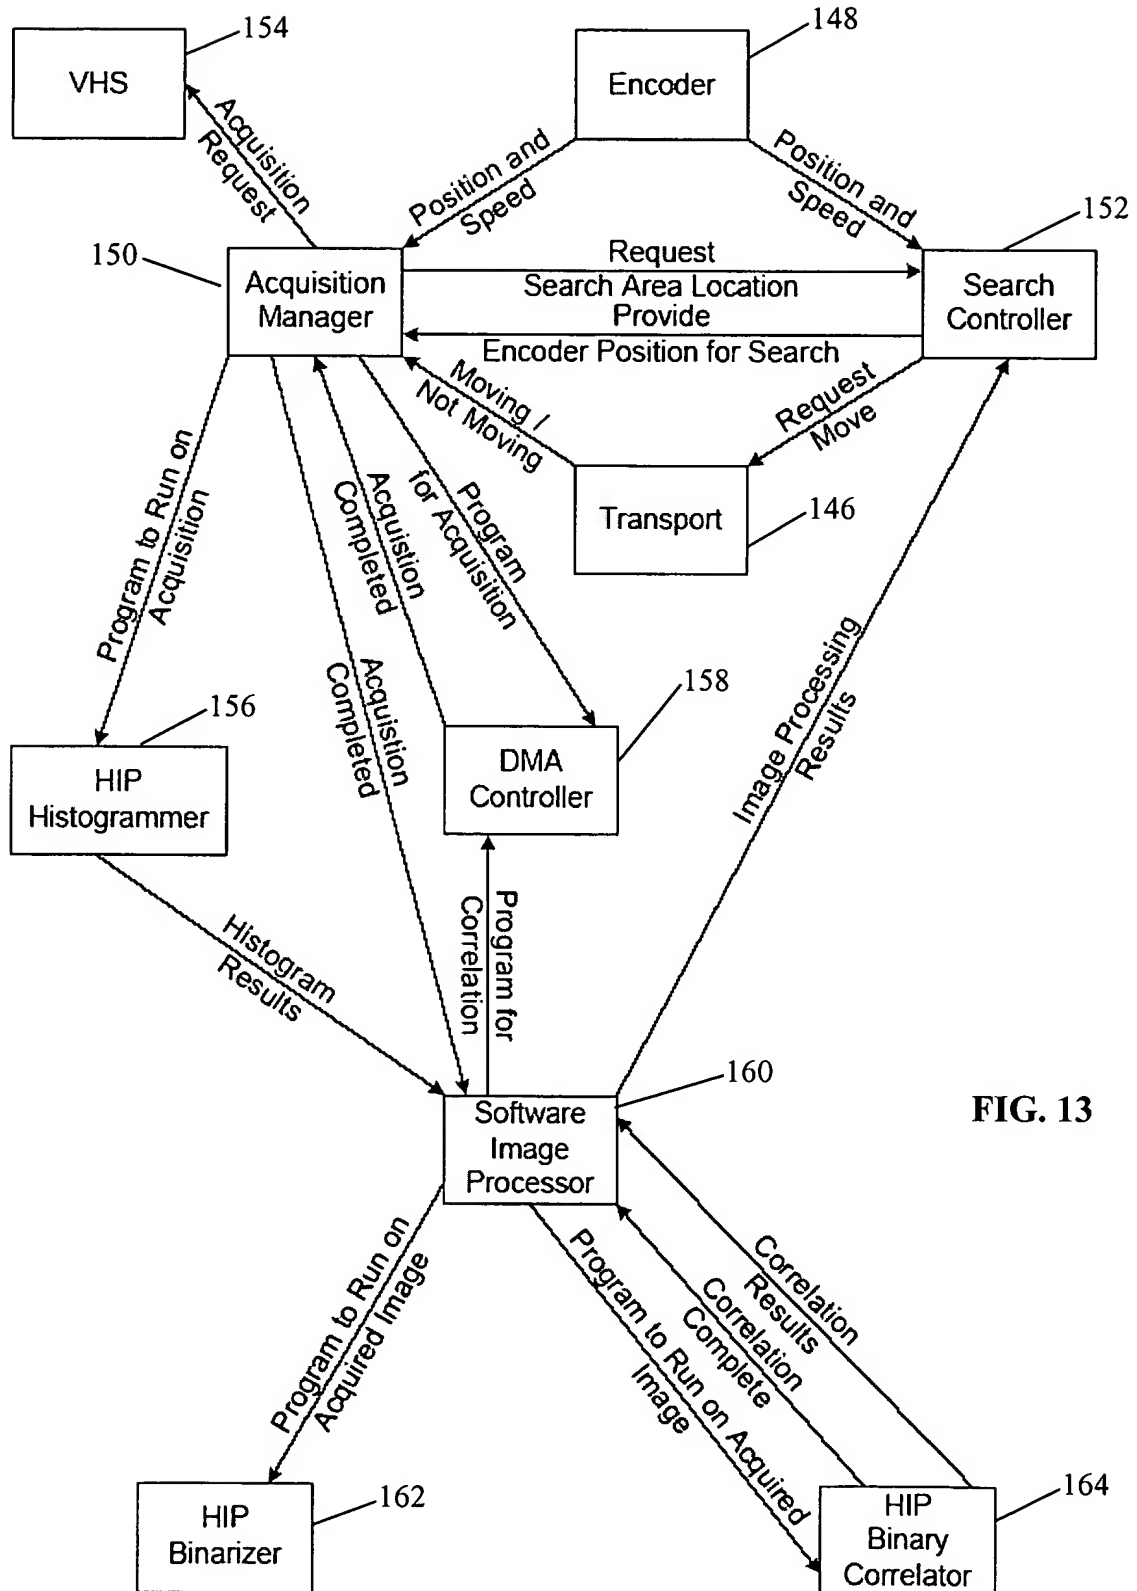 154
VHS
148
Encoder
Acquisition
Request
Position and
Speed
Position and
Speed
152
150
Acquisition
Manager
Request
Search Area Location
Provide
Encoder Position for Search
Search
Controller
Moving /
Not Moving
Request
Move
Transport
146
Program to Run on
Acquisition
Acquistion
Completed
Program
for Acquisition
Acquistion
Completed
156
HIP
Histogrammer
158
DMA
Controller
Image Processing
Results
Histogram
Results
Program for
Correlation
160
Software
Image
Processor
FIG. 13
Program to Run on
Acquired Image
Program to Run on Acquired
Image
Correlation
Complete
Correlation
Results
HIP
Binarizer
162
HIP
Binary
Correlator
164